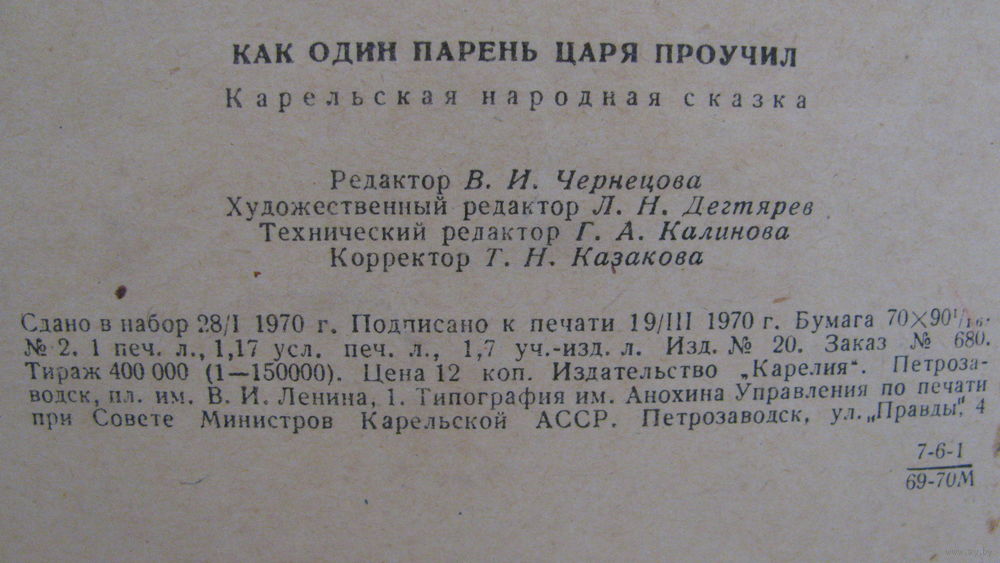 КАК ОДИН ПАРЕНЬ ЦАРЯ ПРОУЧИЛ
Карельская народная сказка
Редактор В. И. Чернецова
Художественный редактор Л. Н. Дегтярев
Технический редактор Г. А. Калинова
Корректор Т. Н. Казакова
Сдано в набор 28/I 1970 г. Подписано к печати 19/III 1970 г. Бумага 70×90 1/16.
№ 2. 1 печ. л., 1,17 усл. печ. л., 1,7 уч.-изд. л. Изд. № 20. Заказ № 680.
Тираж 400 000 (1—150000). Цена 12 коп. Издательство „Карелия“. Петроза-
водск, пл. им. В. И. Ленина, 1. Типография им. Анохина Управления по печати
при Совете Министров Карельской АССР. Петрозаводск, ул. „Правды“, 4
7-6-1
69-70М